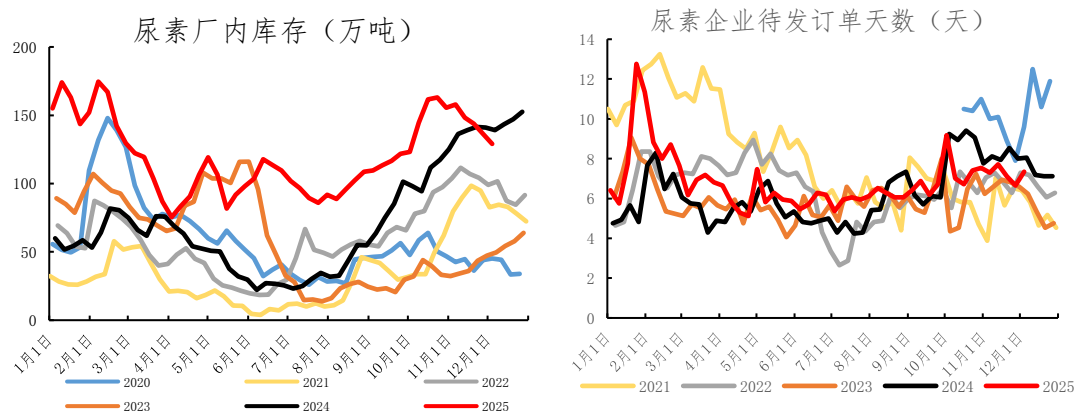 尿素厂内库存（万吨）
200
150
100
50
0
1月1日
2月1日
3月1日
4月1日
5月1日
6月1日
7月1日
8月1日
9月1日
10月1日
11月1日
12月1日
2020 2021 2022
2023 2024 2025
尿素企业待发订单天数（天）
14
12
10
8
6
4
2
0
1月1日
2月1日
3月1日
4月1日
5月1日
6月1日
7月1日
8月1日
9月1日
10月1日
11月1日
12月1日
2021 2022 2023 2024 2025